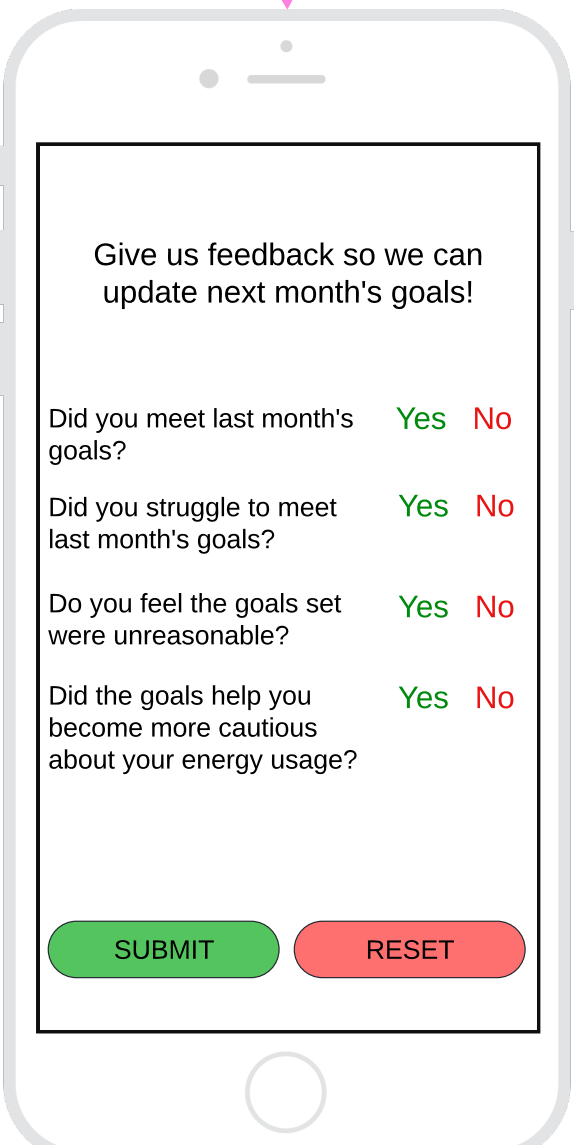 Give us feedback so we can
update next month's goals!
Did you meet last month's Yes No
goals?
Did you struggle to meet Yes No
last month's goals?
Do you feel the goals set Yes No
were unreasonable?
Did the goals help you Yes No
become more cautious
about your energy usage?
SUBMIT RESET